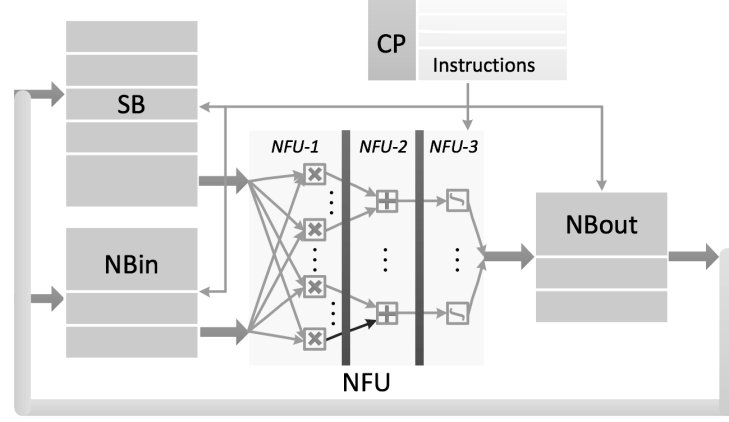 CP
Instructions
SB
NFU-1
NFU-2
NFU-3
NBin
NBout
NFU